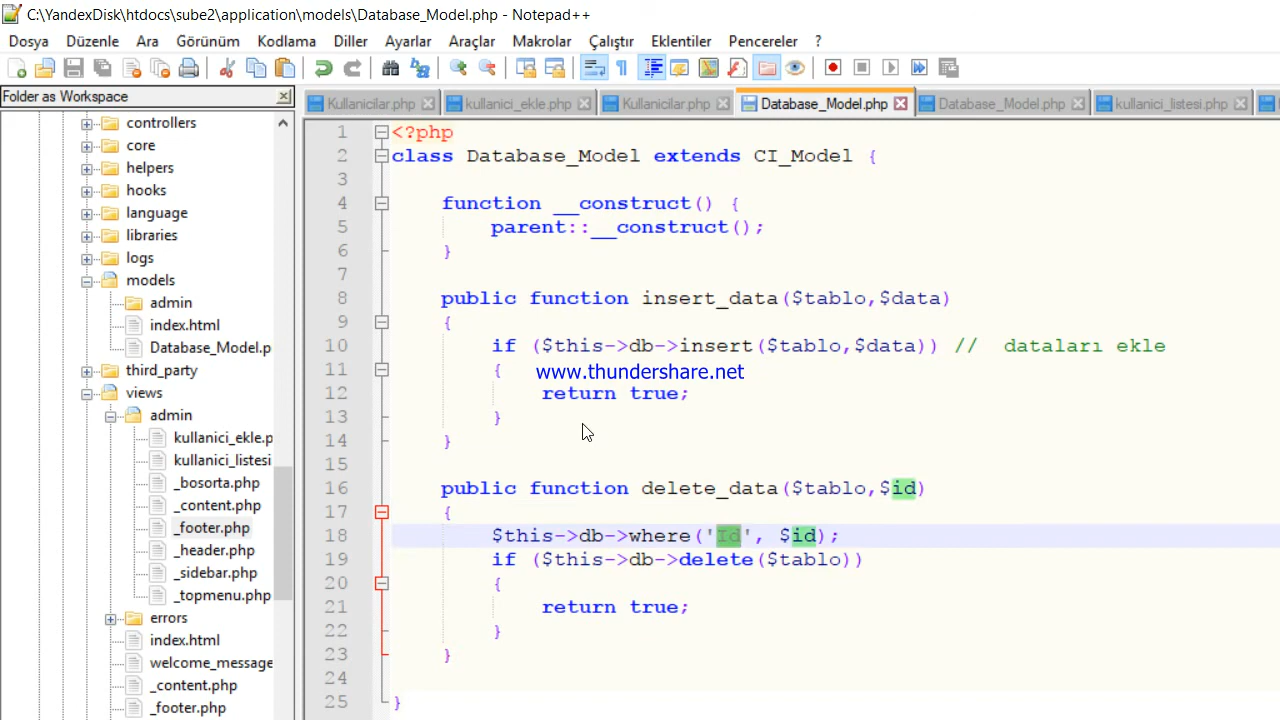 C:\YandexDisk\htdocs\sube2\application\models\Database_Model.php - Notepad++
Dosya Düzenle Ara Görünüm Kodlama Diller Ayarlar Araçlar Makrolar Çalıştır Eklentiler Pencereler ?
Folder as Workspace
Kullanicilar.php kullanici_ekle.php Kullanicilar.php Database_Model.php Database_Model.php kullanici_listesi.php
controllers
core
helpers
hooks
language
libraries
logs
models
admin
index.html
Database_Model.p
third_party
views
admin
kullanici_ekle.p
kullanici_listesi
_bosorta.php
_content.php
_footer.php
_header.php
_sidebar.php
_topmenu.php
errors
index.html
welcome_message
_content.php
_footer.php
1 <?php
2 class Database_Model extends CI_Model {
3
4 function __construct() {
5 parent::__construct();
6 }
7
8 public function insert_data($tablo,$data)
9 {
10 if ($this->db->insert($tablo,$data)) // dataları ekle
11 {
www.thundershare.net
12 return true;
13 }
14 }
15
16 public function delete_data($tablo,$id)
17 {
18 $this->db->where('Id', $id);
19 if ($this->db->delete($tablo))
20 {
21 return true;
22 }
23 }
24
25 }